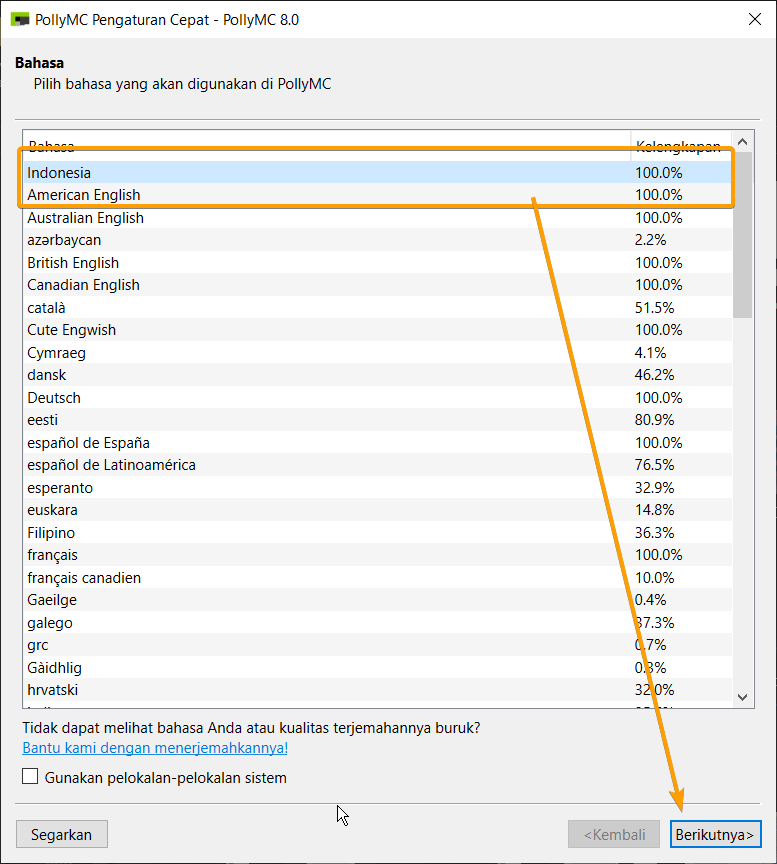 PollyMC Pengaturan Cepat - PollyMC 8.0
Bahasa
Pilih bahasa yang akan digunakan di PollyMC
Bahasa Kelengkapan
Indonesia 100.0%
American English 100.0%
Australian English 100.0%
azərbaycan 2.2%
British English 100.0%
Canadian English 100.0%
català 51.5%
Cute Engwish 100.0%
Cymraeg 4.1%
dansk 46.2%
Deutsch 100.0%
eesti 80.9%
español de España 100.0%
español de Latinoamérica 76.5%
esperanto 32.9%
euskara 14.8%
Filipino 36.3%
français 100.0%
français canadien 10.0%
Gaeilge 0.4%
galego 37.3%
grc 0.7%
Gàidhlig 0.3%
hrvatski 32.0%
Tidak dapat melihat bahasa Anda atau kualitas terjemahannya buruk?
Bantu kami dengan menerjemahkannya!
Gunakan pelokalan-pelokalan sistem
Segarkan
<Kembali
Berikutnya>